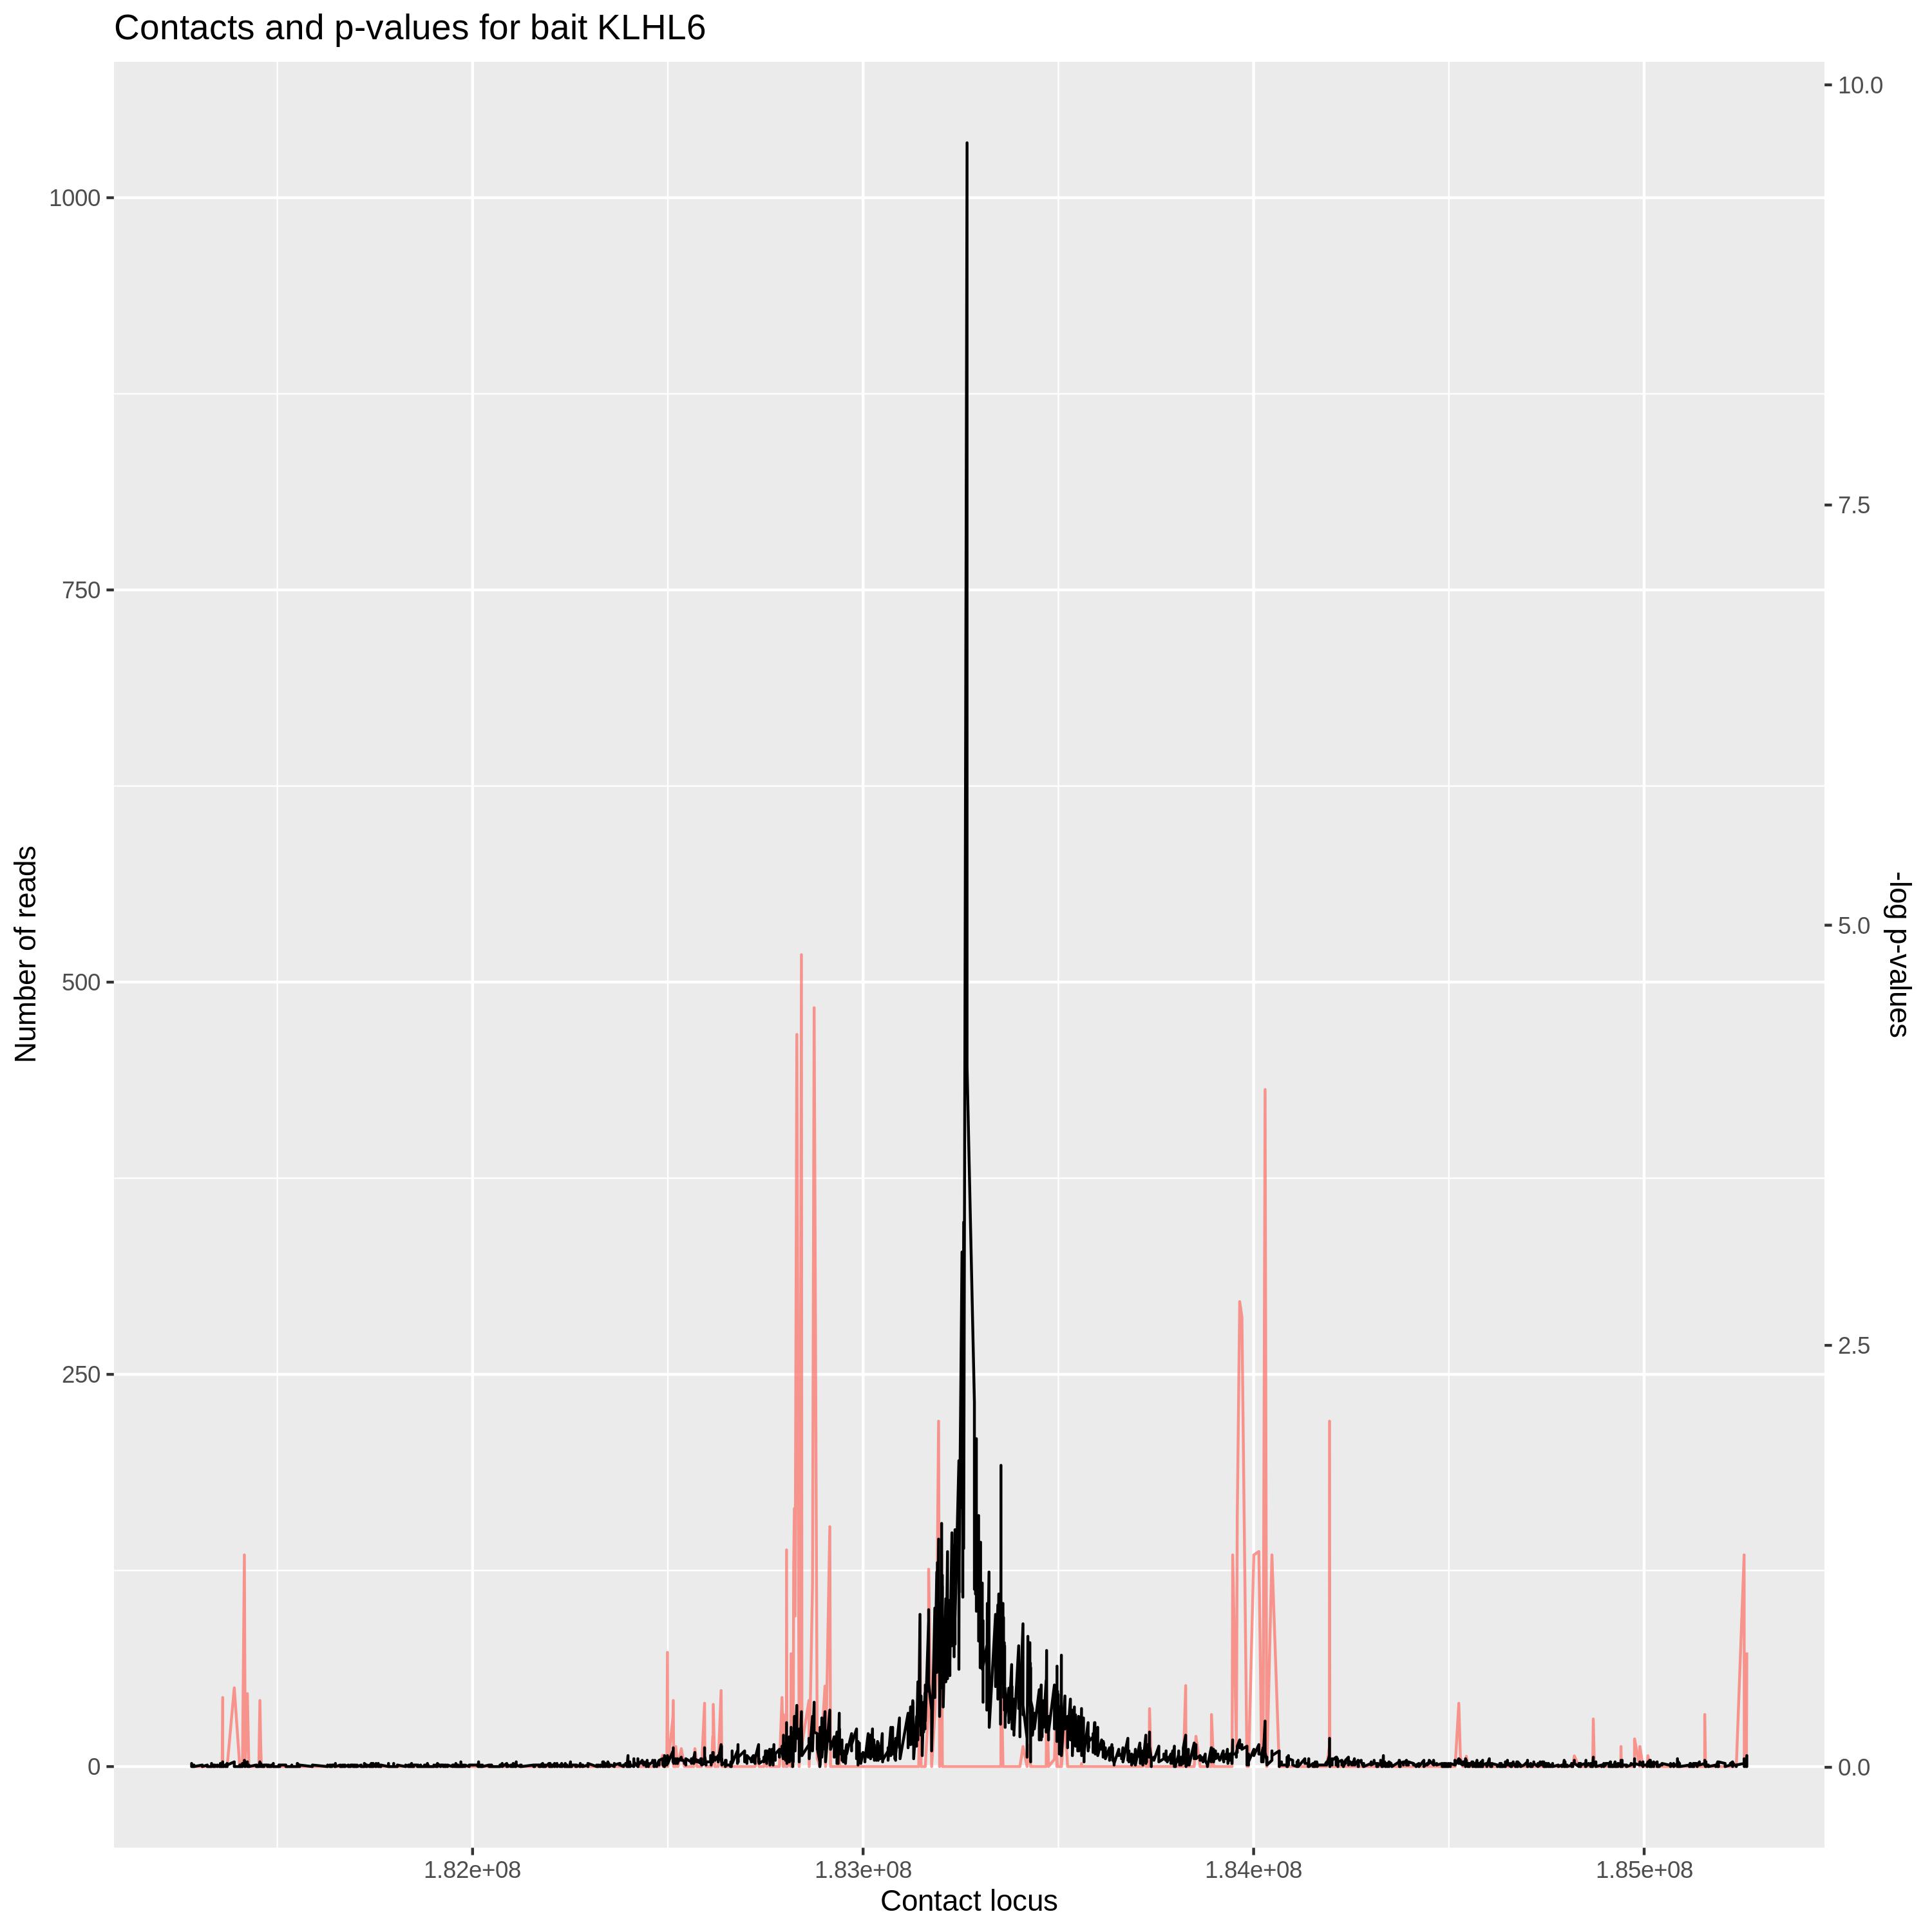 Contacts and p-values for bait KLHL6
Number of reads
1000
750
500
250
0
10.0
7.5
5.0
2.5
0.0
-log p-values
1.82e+08
1.83e+08
1.84e+08
1.85e+08
Contact locus